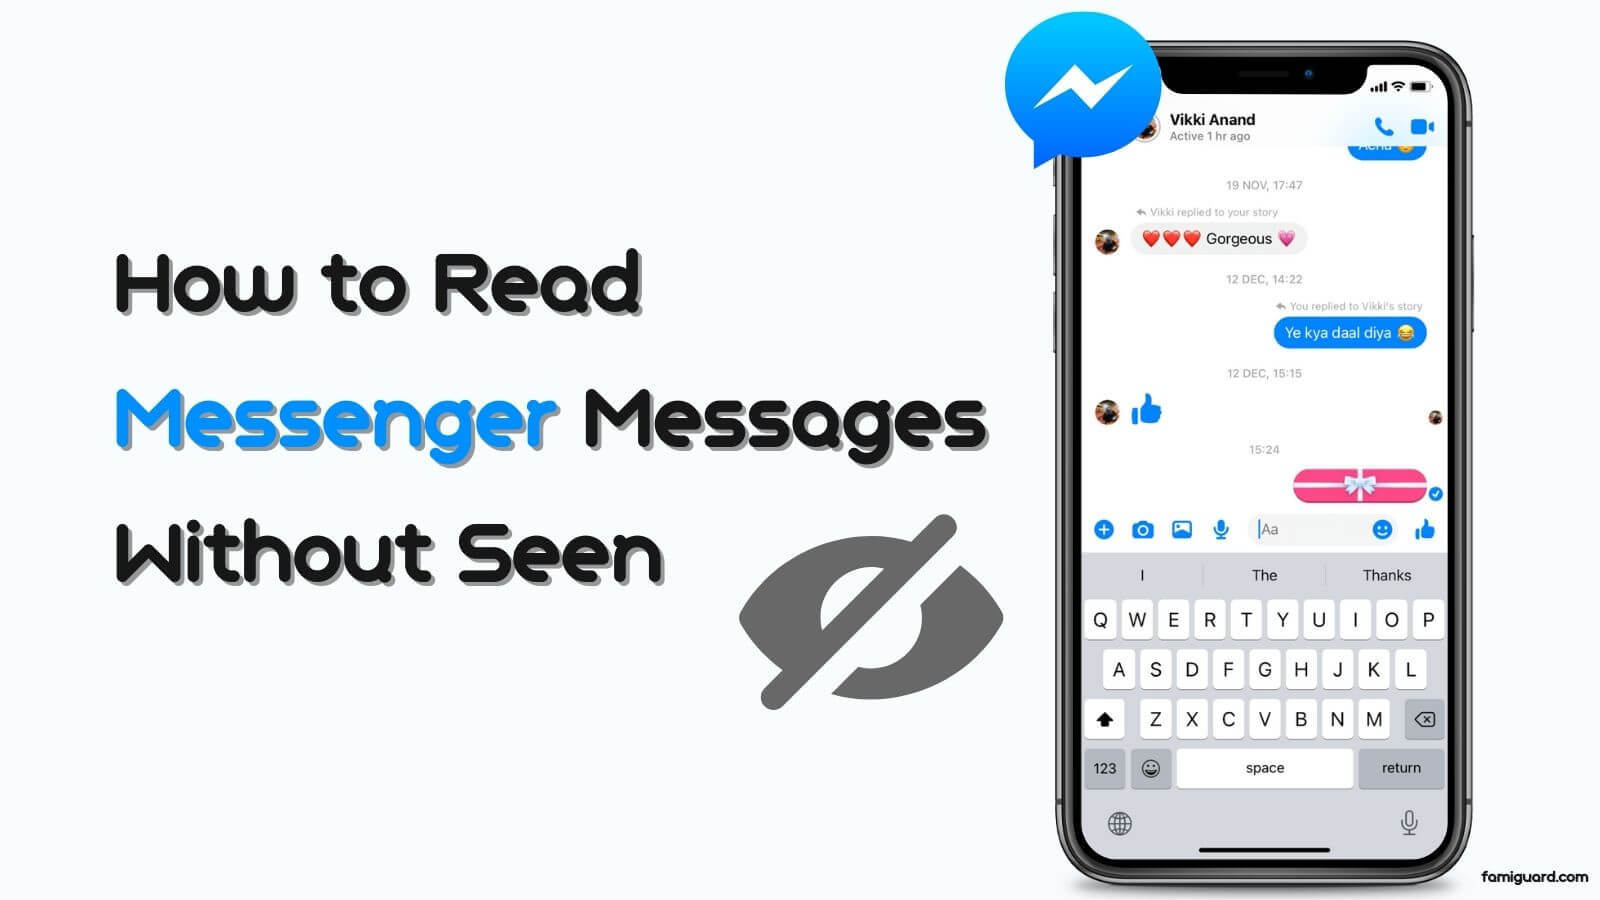 How to Read
Messenger Messages
Without Seen
Vikki Anand
Active 1 hr ago
19 NOV, 17:47
Vikki replied to your story
❤️❤️❤️ Gorgeous 💗
12 DEC, 14:22
You replied to Vikki's story
Ye kya daal diya 😂
12 DEC, 15:15
15:24
Aa
I The Thanks
Q W E R T Y U I O P
A S D F G H J K L
Z X C V B N M
123 space return
famiguard.com